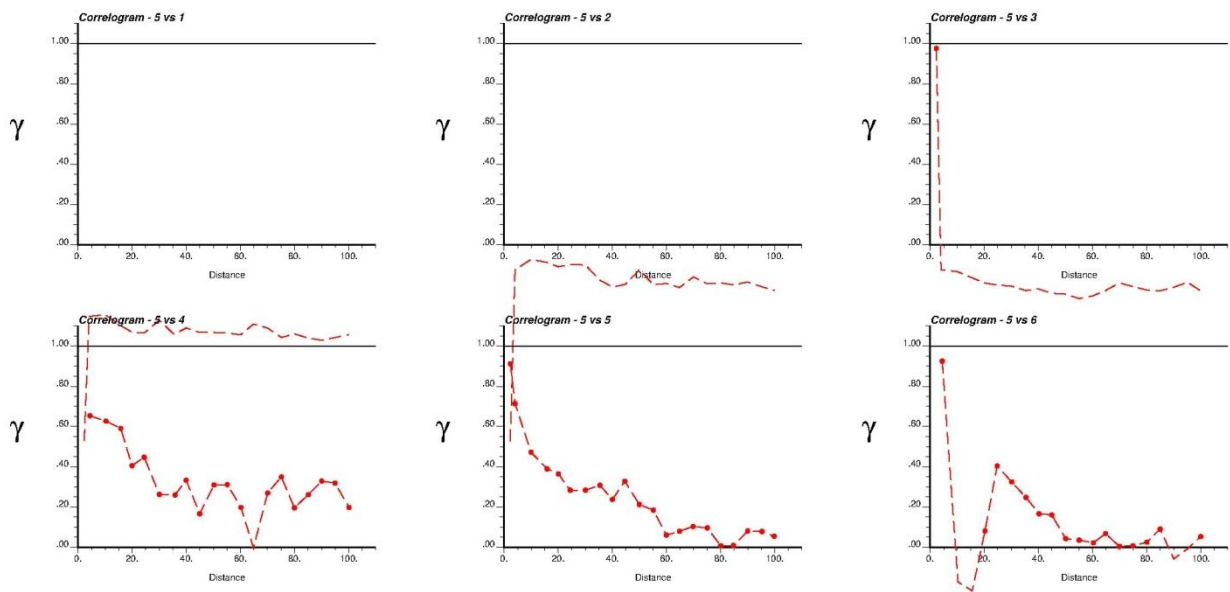 Correlogram - 5 vs 1
γ
1.00
.80
.60
.40
.20
.00
0. 20. 40. 60. 80. 100.
Distance
Correlogram - 5 vs 2
γ
1.00
.80
.60
.40
.20
.00
0. 20. 40. 60. 80. 100.
Distance
Correlogram - 5 vs 3
γ
1.00
.80
.60
.40
.20
.00
0. 20. 40. 60. 80. 100.
Distance
Correlogram - 5 vs 4
γ
1.00
.80
.60
.40
.20
.00
0. 20. 40. 60. 80. 100.
Distance
Correlogram - 5 vs 5
γ
1.00
.80
.60
.40
.20
.00
0. 20. 40. 60. 80. 100.
Distance
Correlogram - 5 vs 6
γ
1.00
.80
.60
.40
.20
.00
0. 20. 40. 60. 80. 100.
Distance